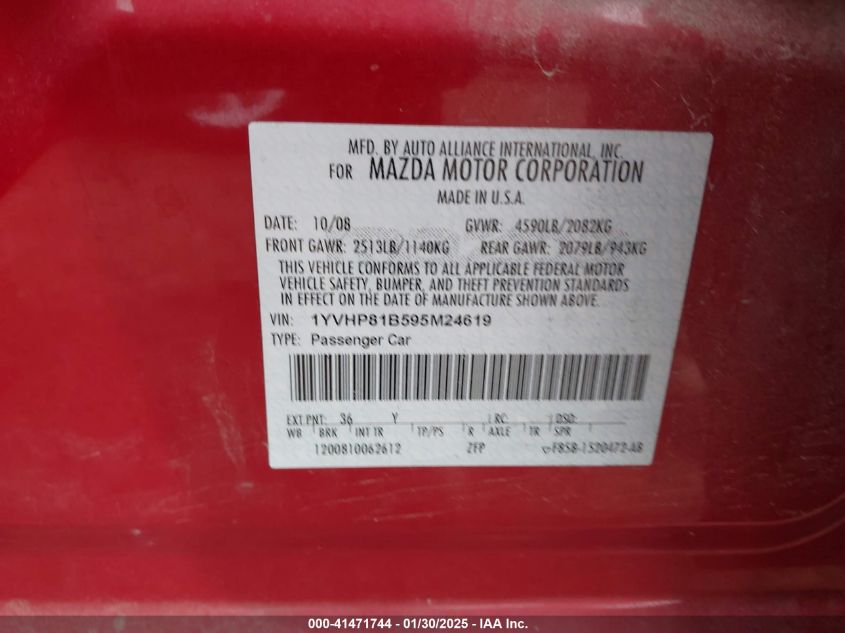 MFD. BY AUTO ALLIANCE INTERNATIONAL, INC.
FOR MAZDA MOTOR CORPORATION
MADE IN U.S.A.
DATE: 10/08 GVWR: 4590LB/2082KG
FRONT GAWR: 2513LB/1140KG REAR GAWR: 2079LB/943KG
THIS VEHICLE CONFORMS TO ALL APPLICABLE FEDERAL MOTOR
VEHICLE SAFETY, BUMPER, AND THEFT PREVENTION STANDARDS
IN EFFECT ON THE DATE OF MANUFACTURE SHOWN ABOVE.
VIN: 1YVHP81B595M24619
TYPE: Passenger Car
EXT PNT: 36 Y RC: DSO:
WB BRK INT TR TP/PS R AXLE TR SPR
1200810062612 ZFP F85B-1520472-AB
000-41471744 | 01/30/2025 - IAA Inc.